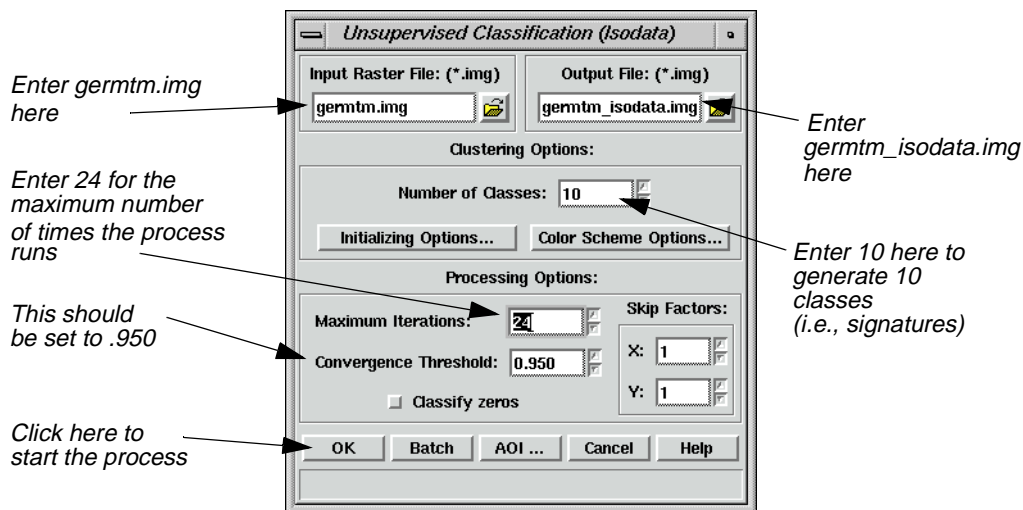 Unsupervised Classification (Isodata)
Input Raster File: (*.img)
Output File: (*.img)
germtm.img
germtm_isodata.img
Clustering Options:
Number of Classes: 10
Initializing Options...
Color Scheme Options...
Processing Options:
Maximum Iterations: 24
Skip Factors:
Convergence Threshold: 0.950
X: 1
Y: 1
Classify zeros
OK
Batch
AOI ...
Cancel
Help
Enter germtm.img
here
Enter 24 for the
maximum number
of times the process
runs
This should
be set to .950
Click here to
start the process
Enter
germtm_isodata.img
here
Enter 10 here to
generate 10
classes
(i.e., signatures)